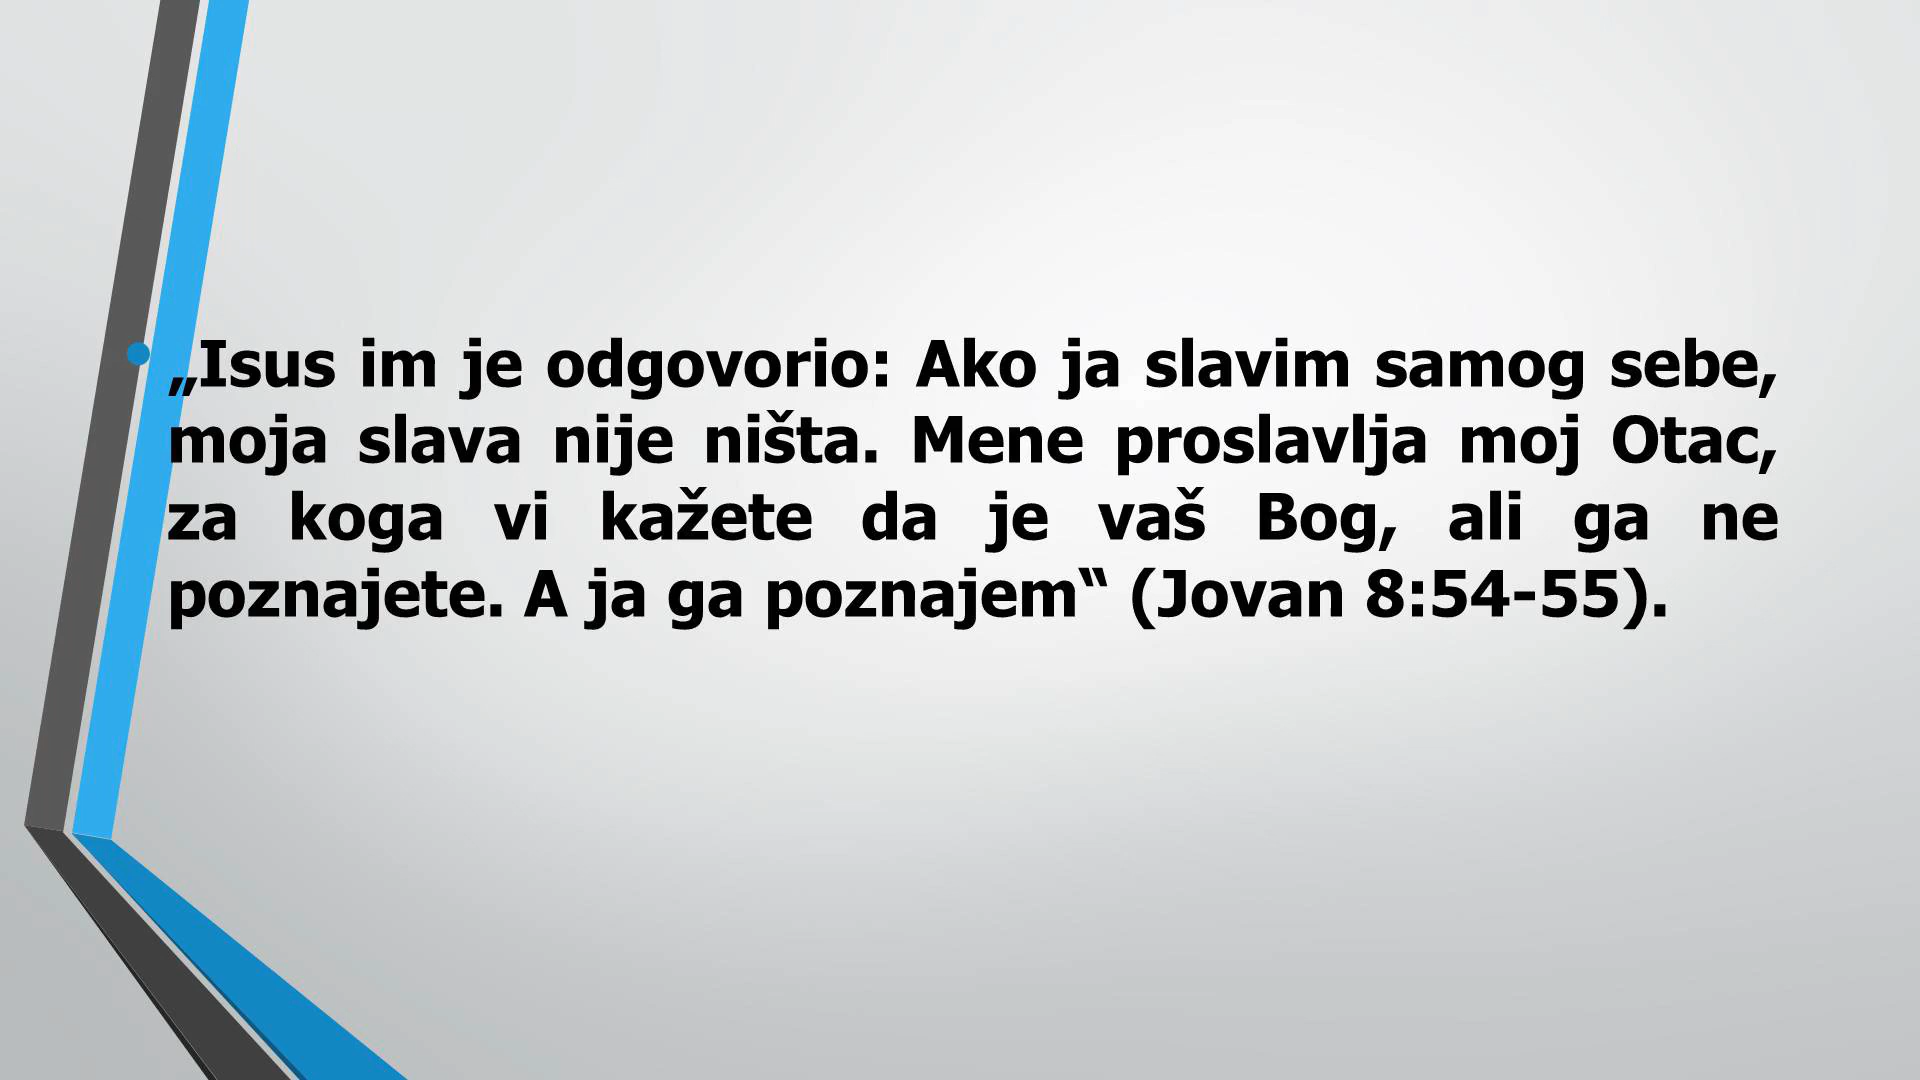 „Isus im je odgovorio: Ako ja slavim samog sebe,
moja slava nije ništa. Mene proslavlja moj Otac,
za koga vi kažete da je vaš Bog, ali ga ne
poznajete. A ja ga poznajem“ (Jovan 8:54-55).